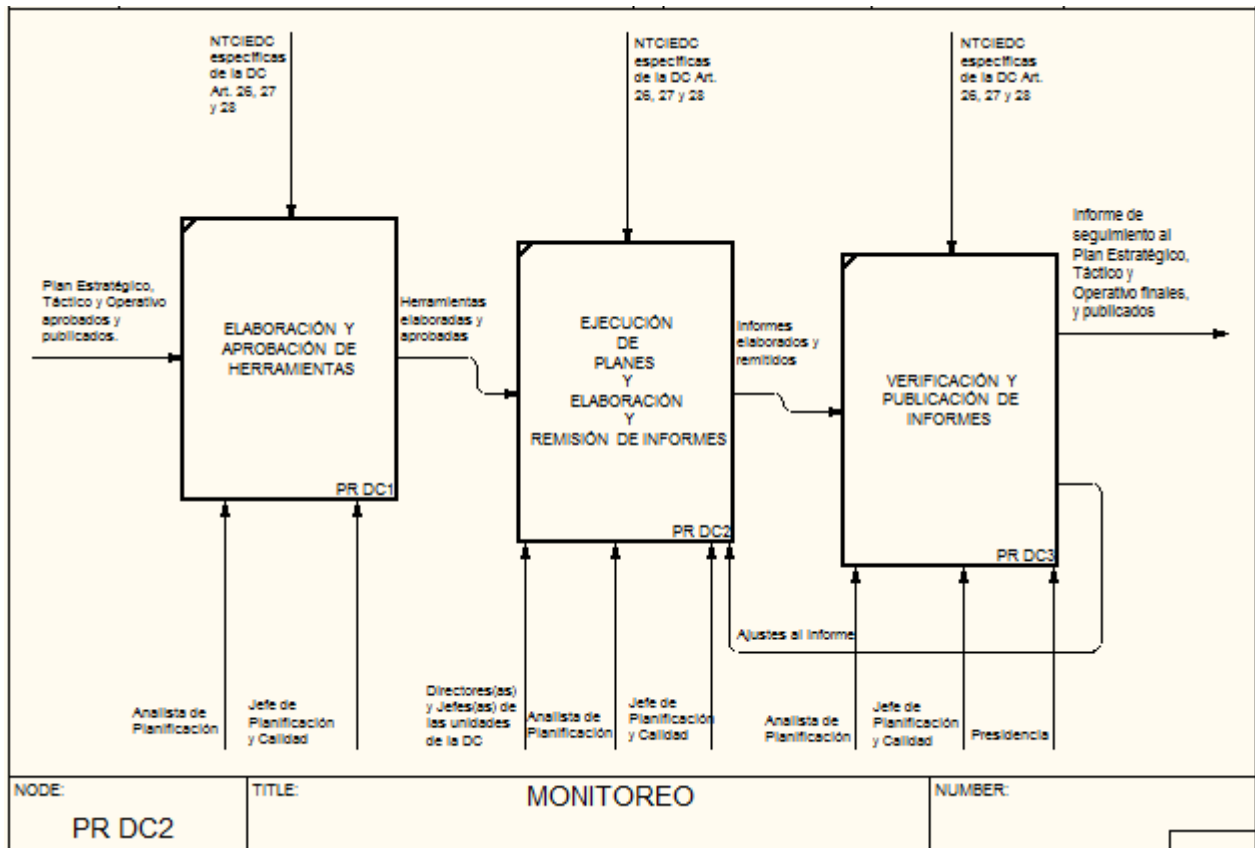 NTCIEDC
específicas
de la DC
Art. 26, 27
y 28
NTCIEDC
específicas
de la DC Art.
26, 27 y 28
NTCIEDC
específicas
de la DC Art.
26, 27 y 28
Plan Estratégico,
Táctico y Operativo
aprobados y
publicados.
ELABORACIÓN Y
APROBACIÓN DE
HERRAMIENTAS
PR DC1
Herramientas
elaboradas y
aprobadas
EJECUCIÓN
DE
PLANES
Y
ELABORACIÓN
Y
REMISIÓN DE INFORMES
PR DC2
Informes
elaborados y
remitidos
VERIFICACIÓN Y
PUBLICACIÓN DE
INFORMES
PR DC3
Informe de
seguimiento al
Plan Estratégico,
Táctico y
Operativo finales,
y publicados
Ajustes al Informe
Analista de
Planificación
Jefe de
Planificación
y Calidad
Directores(as)
y Jefes(as) de
las unidades
de la DC
Analista de
Planificación
Jefe de
Planificación
y Calidad
Analista de
Planificación
Jefe de
Planificación
y Calidad
Presidencia
NODE:
PR DC2
TITLE:
MONITOREO
NUMBER: